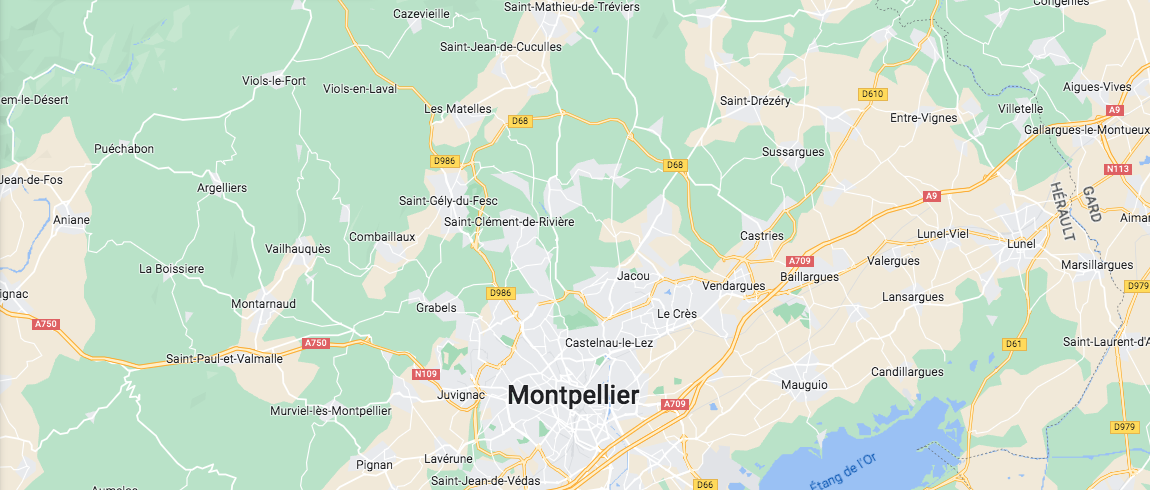 Saint-Mathieu-de-Tréviers
Congénies
Cazevieille
Saint-Jean-de-Cuculles
Viols-le-Fort
Viols-en-Laval
Aigues-Vives
em-le-Désert
Saint-Drézéry
D610
Les Matelles
Villetelle
A9
Entre-Vignes
D68
Gallargues-le-Montueux
Puéchabon
Sussargues
D986
D68
N113
Jean-de-Fos
Argelliers
A9
Saint-Gély-du-Fesc
GARD
HÉRAULT
Aniane
Saint-Clément-de-Rivière
Aimar
Combaillaux
Castries
Lunel-Viel
Lunel
Vailhauquès
A709
Valergues
Marsillargues
La Boissiere
Jacou
Baillargues
Vendargues
D979
ignac
D986
Lansargues
Montarnaud
Grabels
Le Crès
A750
A750
Castelnau-le-Lez
D61
Saint-Laurent-d'A
Saint-Paul-et-Valmalle
N109
Candillargues
Mauguio
Juvignac
Montpellier
A709
Murviel-lès-Montpellier
D979
Lavérune
Pignan
Étang de l'Or
Saint-Jean-de-Védas
D66
Aumelas